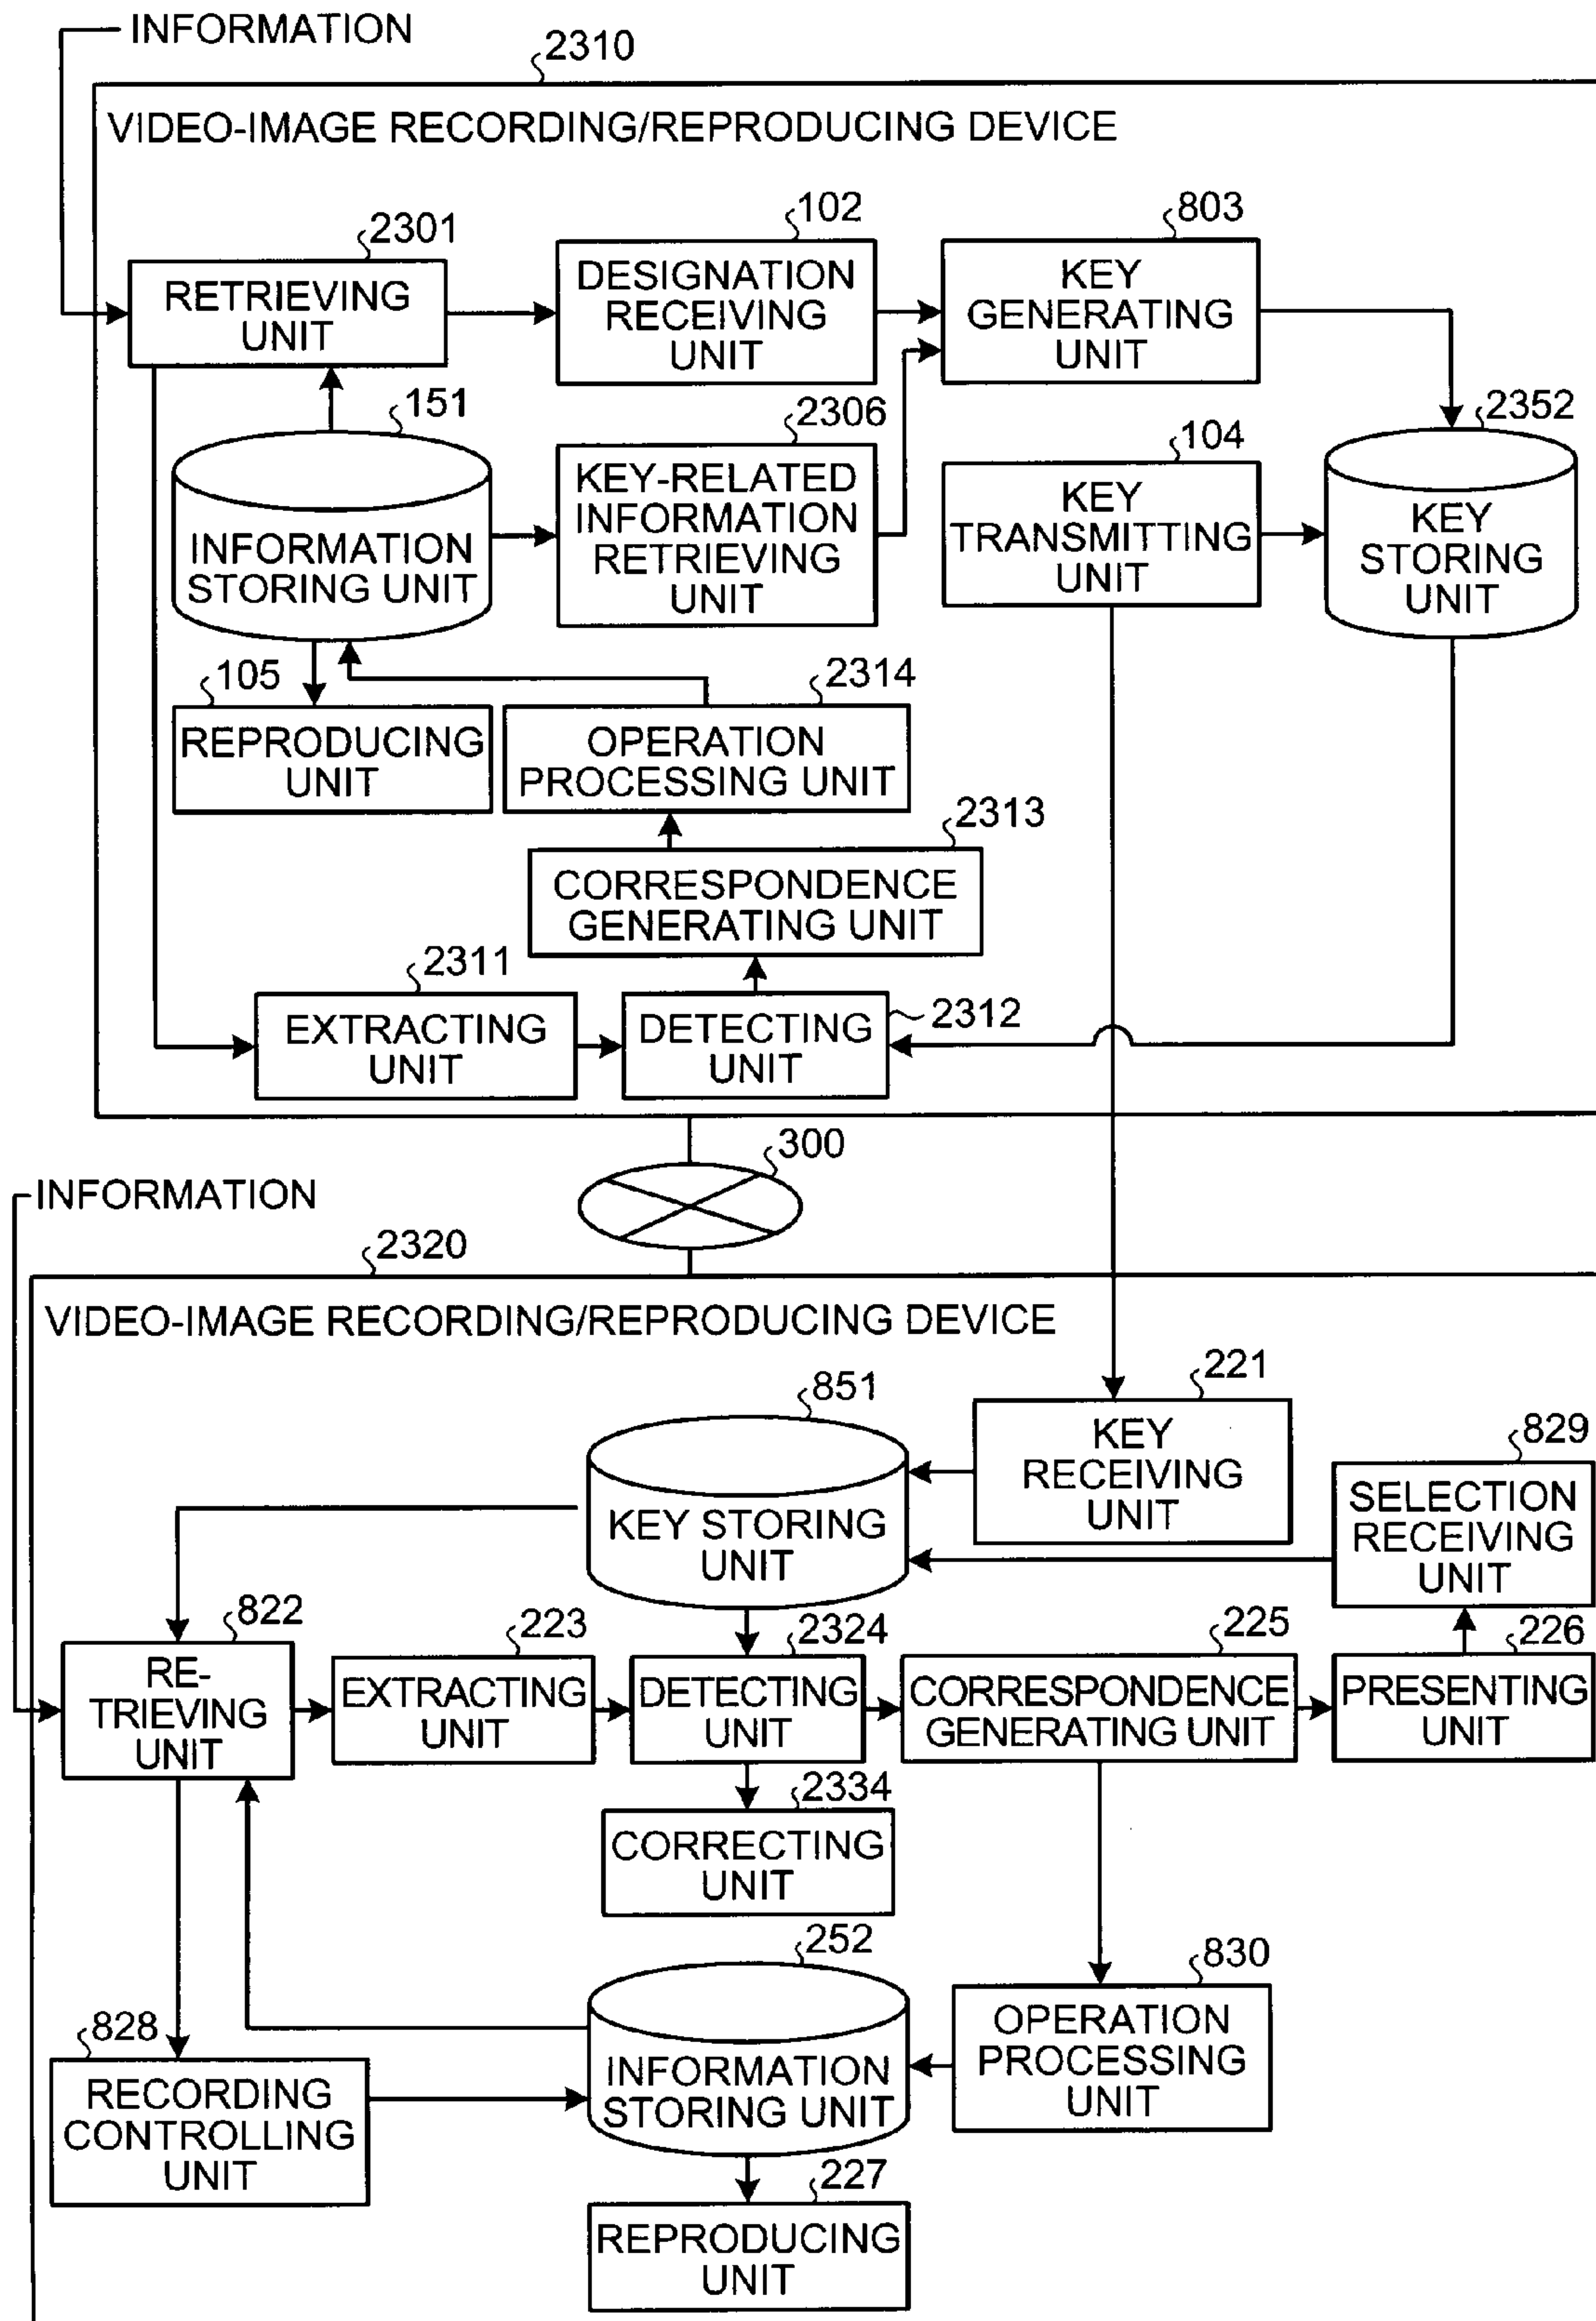 INFORMATION
2310
VIDEO-IMAGE RECORDING/REPRODUCING DEVICE
2301
RETRIEVING
UNIT
102
DESIGNATION
RECEIVING
UNIT
803
KEY
GENERATING
UNIT
151
INFORMATION
STORING UNIT
2306
KEY-RELATED
INFORMATION
RETRIEVING
UNIT
104
KEY
TRANSMITTING
UNIT
2352
KEY
STORING
UNIT
105
REPRODUCING
UNIT
2314
OPERATION
PROCESSING UNIT
2313
CORRESPONDENCE
GENERATING UNIT
2311
EXTRACTING
UNIT
DETECTING
UNIT
2312
300
INFORMATION
2320
VIDEO-IMAGE RECORDING/REPRODUCING DEVICE
851
KEY STORING
UNIT
221
KEY
RECEIVING
UNIT
829
SELECTION
RECEIVING
UNIT
822
RE-
TRIEVING
UNIT
223
EXTRACTING
UNIT
2324
DETECTING
UNIT
225
CORRESPONDENCE
GENERATING UNIT
226
PRESENTING
UNIT
2334
CORRECTING
UNIT
828
RECORDING
CONTROLLING
UNIT
252
INFORMATION
STORING UNIT
830
OPERATION
PROCESSING
UNIT
227
REPRODUCING
UNIT